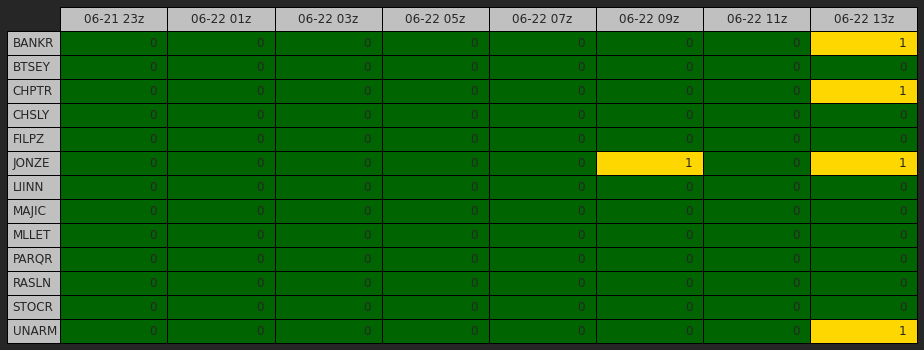 06-21 23z 06-22 01z 06-22 03z 06-22 05z 06-22 07z 06-22 09z 06-22 11z 06-22 13z
BANKR 0 0 0 0 0 0 0 1
BTSEY 0 0 0 0 0 0 0 0
CHPTR 0 0 0 0 0 0 0 1
CHSLY 0 0 0 0 0 0 0 0
FILPZ 0 0 0 0 0 0 0 0
JONZE 0 0 0 0 0 1 0 1
LIINN 0 0 0 0 0 0 0 0
MAJIC 0 0 0 0 0 0 0 0
MLLET 0 0 0 0 0 0 0 0
PARQR 0 0 0 0 0 0 0 0
RASLN 0 0 0 0 0 0 0 0
STOCR 0 0 0 0 0 0 0 0
UNARM 0 0 0 0 0 0 0 1